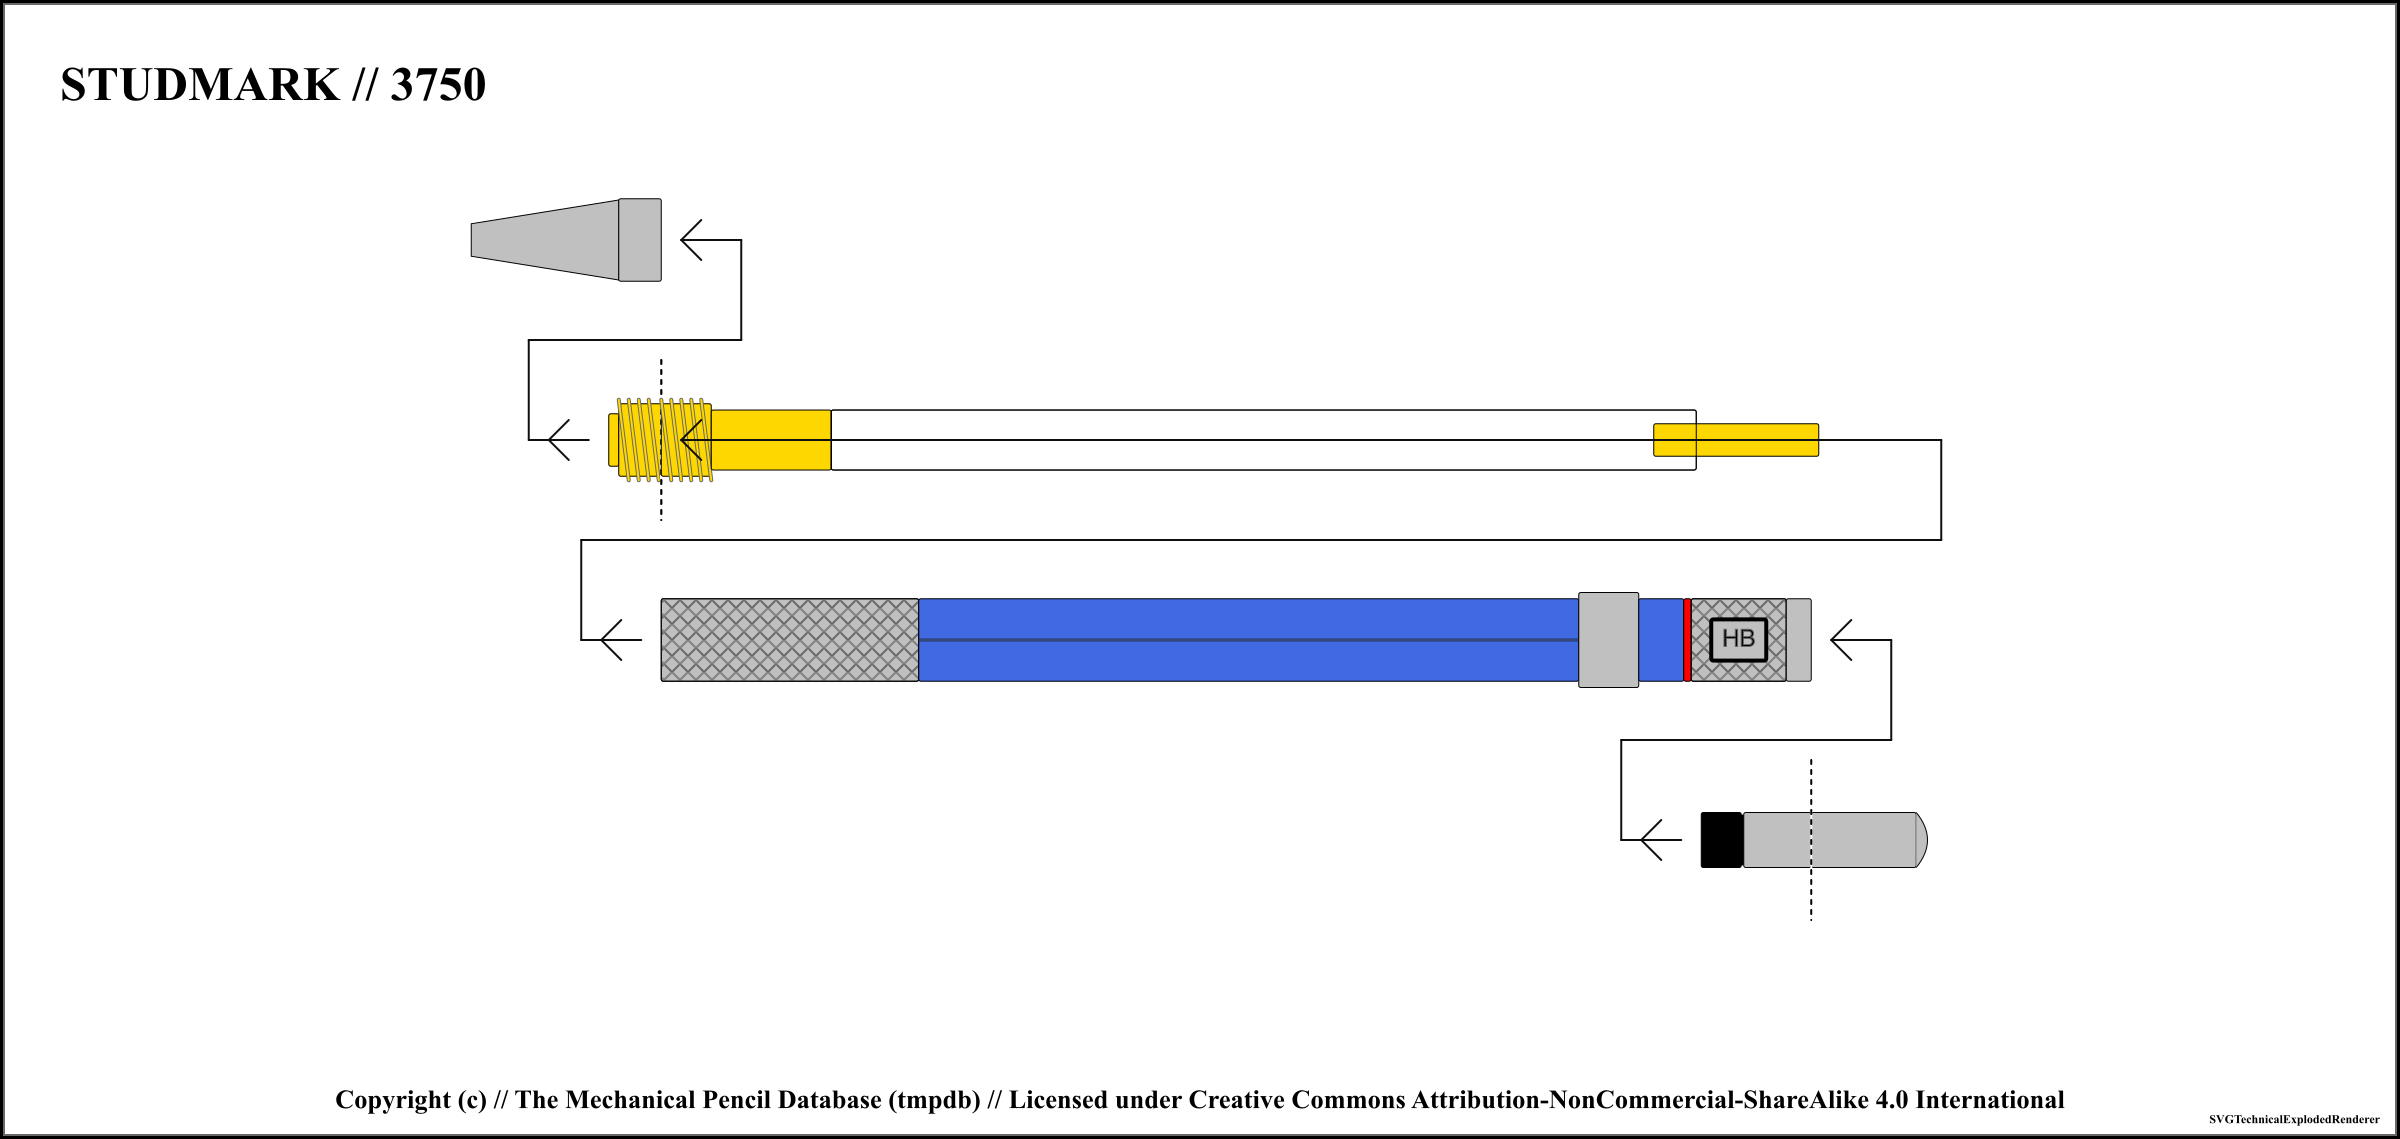 STUDMARK // 3750
HB
Copyright (c) // The Mechanical Pencil Database (tmpdb) // Licensed under Creative Commons Attribution-NonCommercial-ShareAlike 4.0 International
SVGTechnicalExplodedRenderer